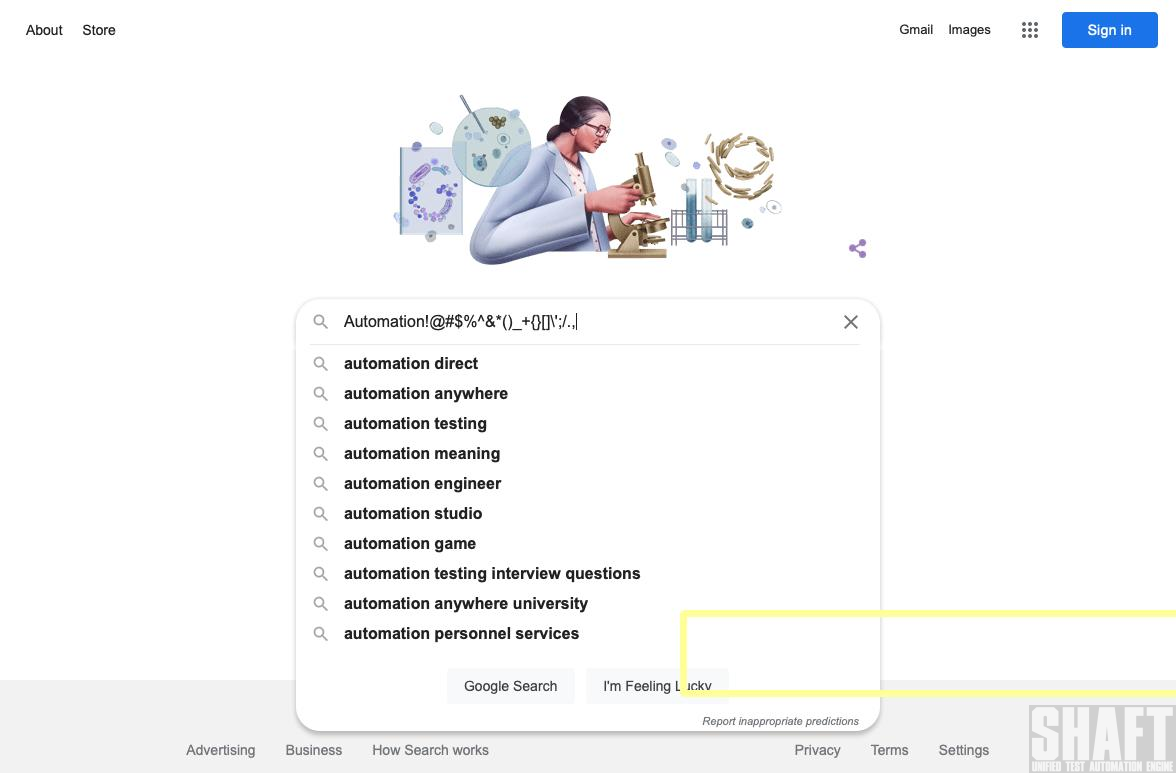 About Store Gmail Images Sign in
Automation!@#$%^&*()_+{}[]\';/.,
automation direct
automation anywhere
automation testing
automation meaning
automation engineer
automation studio
automation game
automation testing interview questions
automation anywhere university
automation personnel services
Google Search I'm Feeling Lucky
Report inappropriate predictions
Advertising Business How Search works Privacy Terms Settings
SHAFT
UNIFIED TEST AUTOMATION ENGINE